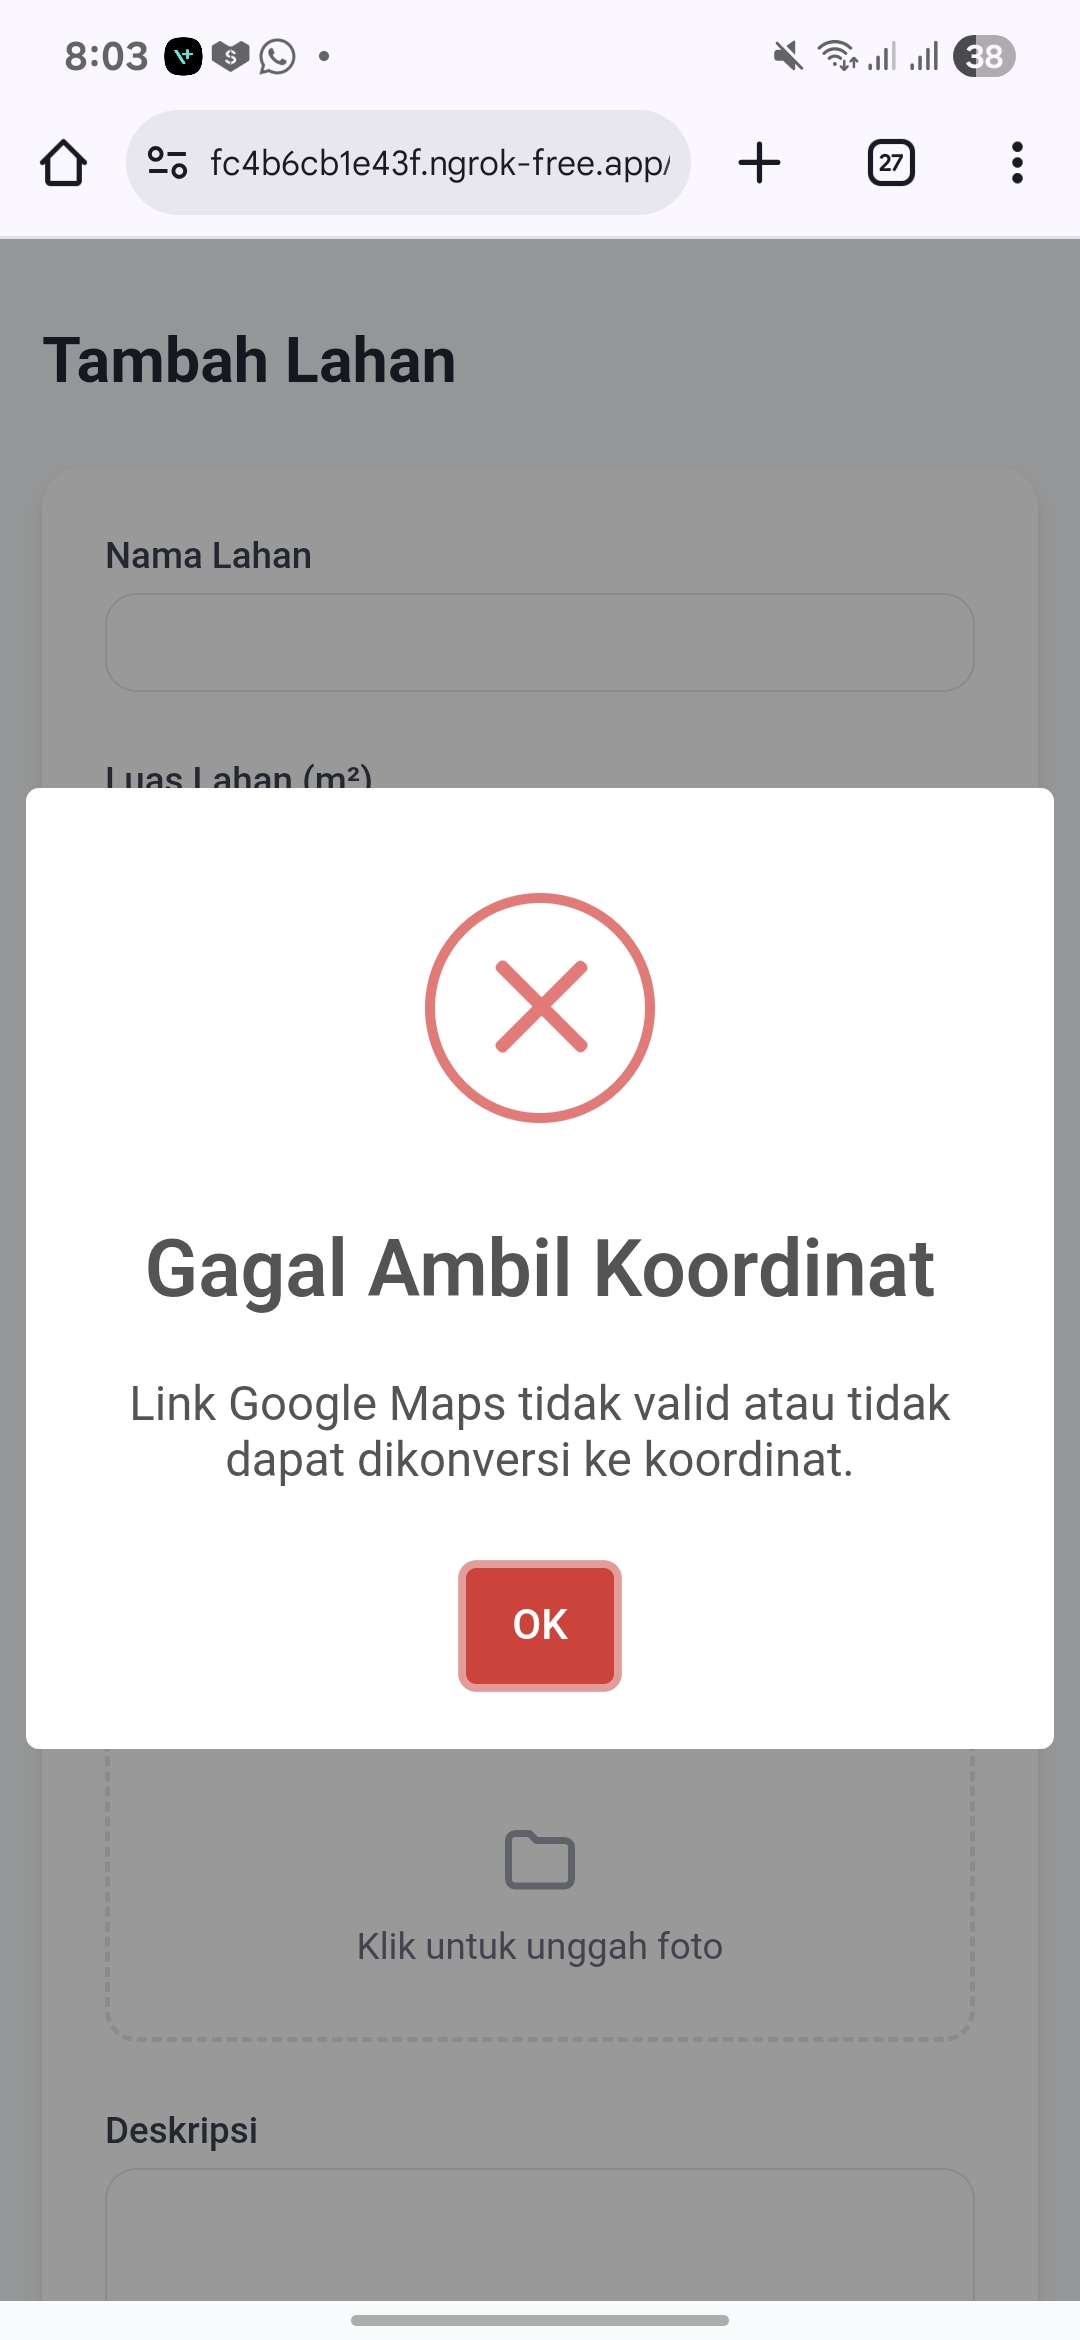 8:03
38
fc4b6cb1e43f.ngrok-free.app/
27
Tambah Lahan
Nama Lahan
Luas Lahan (m²)
Gagal Ambil Koordinat
Link Google Maps tidak valid atau tidak
dapat dikonversi ke koordinat.
OK
Klik untuk unggah foto
Deskripsi